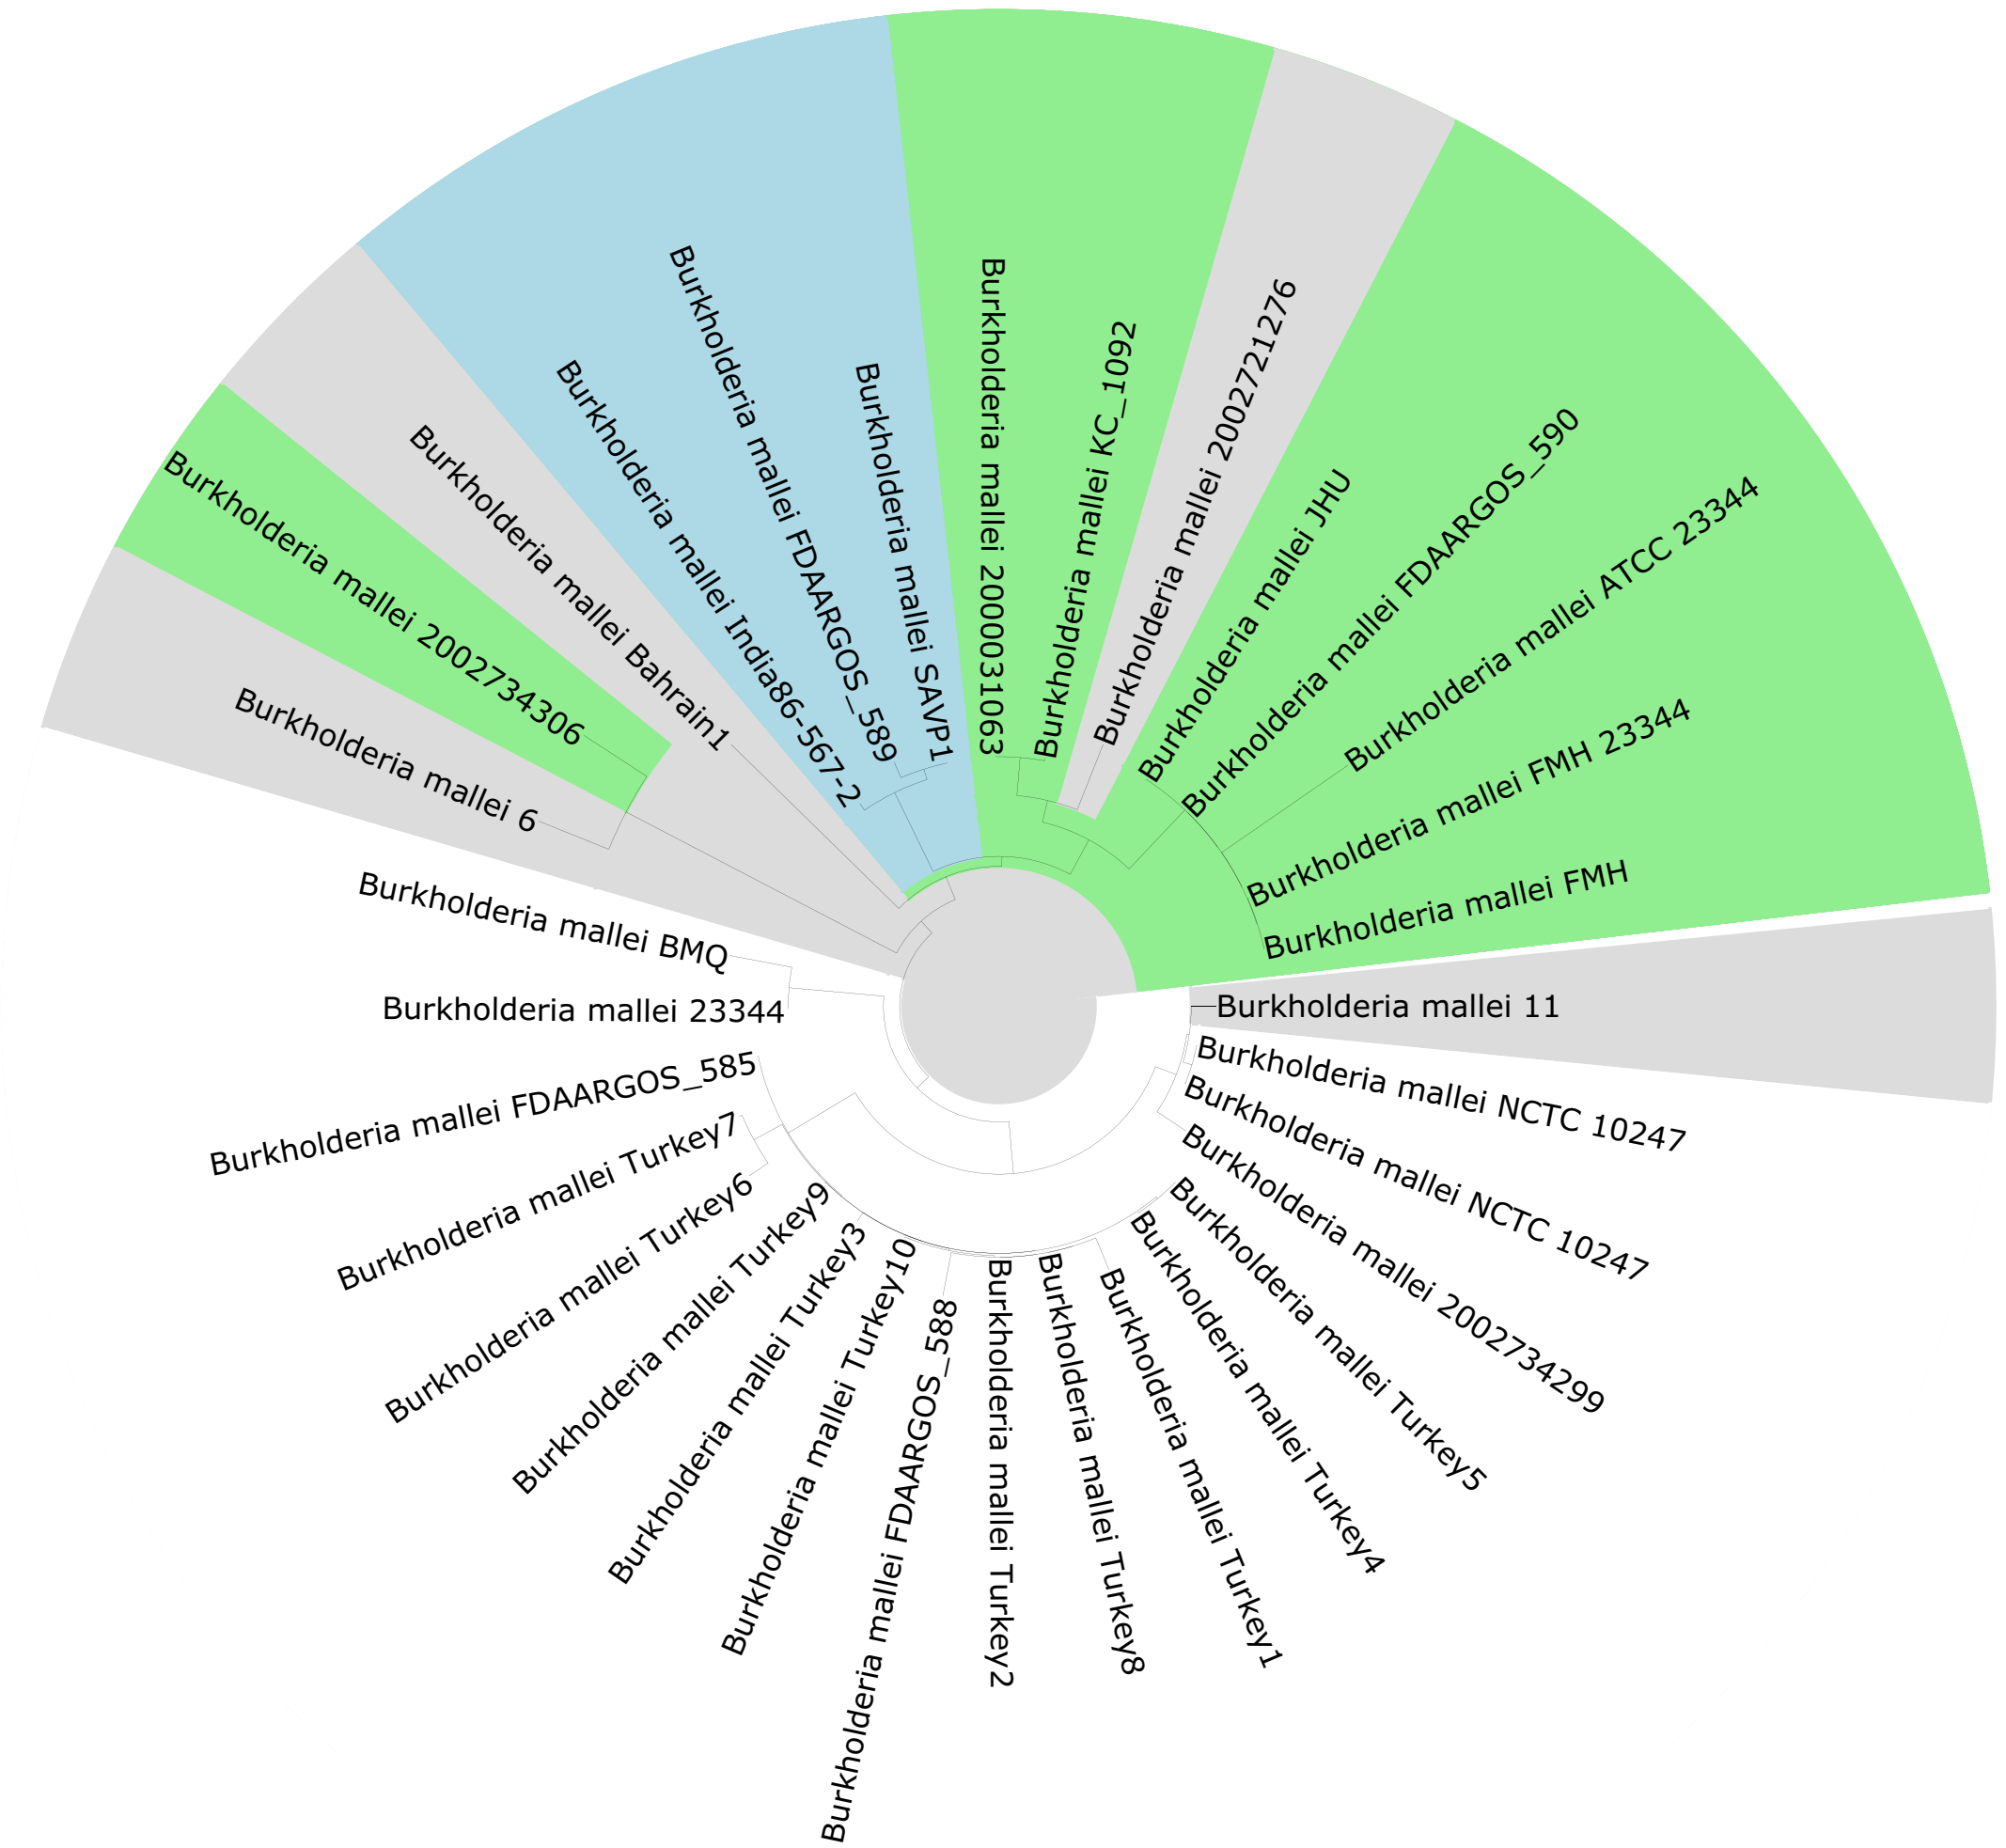 Burkholderia mallei 2000031063
Burkholderia mallei KC_1092
Burkholderia mallei 2002721276
Burkholderia mallei JHU
Burkholderia mallei FDAARGOS_590
Burkholderia mallei ATCC 23344
Burkholderia mallei FMH 23344
Burkholderia mallei FMH
Burkholderia mallei 11
Burkholderia mallei NCTC 10247
Burkholderia mallei NCTC 10247
Burkholderia mallei 2002734299
Burkholderia mallei Turkey5
Burkholderia mallei Turkey4
Burkholderia mallei Turkey1
Burkholderia mallei Turkey8
Burkholderia mallei Turkey2
Burkholderia mallei FDAARGOS_588
Burkholderia mallei Turkey10
Burkholderia mallei Turkey3
Burkholderia mallei Turkey9
Burkholderia mallei Turkey6
Burkholderia mallei Turkey7
Burkholderia mallei FDAARGOS_585
Burkholderia mallei 23344
Burkholderia mallei BMQ
Burkholderia mallei 6
Burkholderia mallei 2002734306
Burkholderia mallei Bahrain1
Burkholderia mallei India86-567-2
Burkholderia mallei FDAARGOS_589
Burkholderia mallei SAVP1